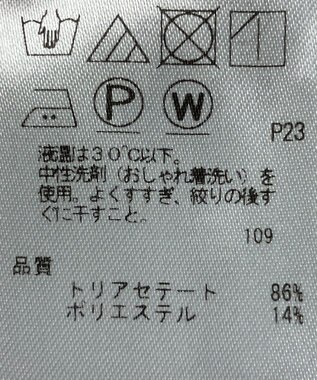 P W
P23
液温は30℃以下。
中性洗剤（おしゃれ着洗い）を
使用。よくすすぎ、絞りの後す
ぐに干すこと。
109
品質
トリアセテート 86%
ポリエステル 14%